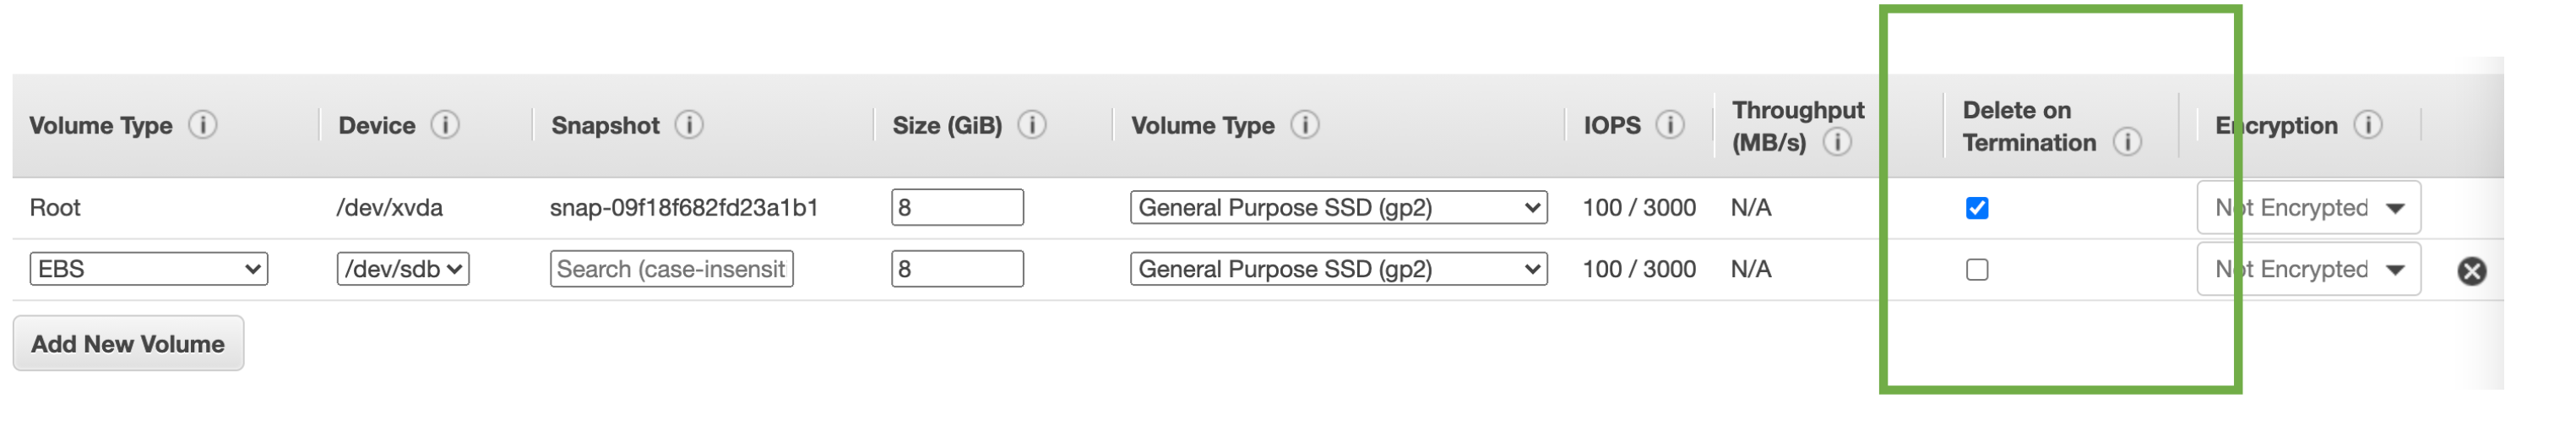 Volume Type Device Snapshot Size (GiB) Volume Type IOPS Throughput (MB/s) Delete on Termination Encryption
Root /dev/xvda snap-09f18f682fd23a1b1 8 General Purpose SSD (gp2) 100 / 3000 N/A Not Encrypted
EBS /dev/sdb Search (case-insensit 8 General Purpose SSD (gp2) 100 / 3000 N/A Not Encrypted
Add New Volume